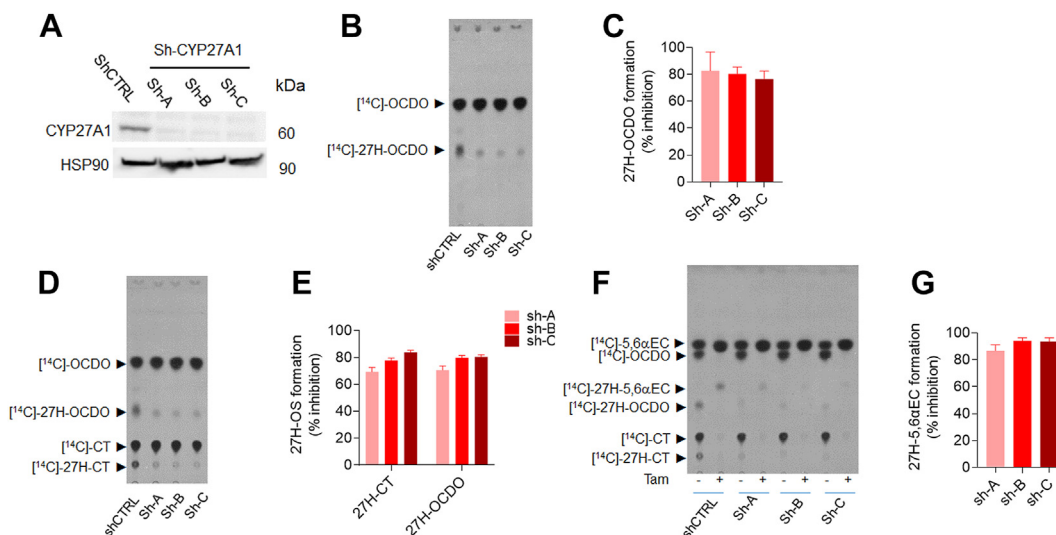 A
Sh-CYP27A1
ShCTRL
Sh-A
Sh-B
Sh-C
kDa
CYP27A1
60
HSP90
90
B
[¹⁴C]-OCDO
[¹⁴C]-27H-OCDO
shCTRL
Sh-A
Sh-B
Sh-C
C
27H-OCDO formation
(% inhibition)
100
80
60
40
20
0
Sh-A
Sh-B
Sh-C
D
[¹⁴C]-OCDO
[¹⁴C]-27H-OCDO
[¹⁴C]-CT
[¹⁴C]-27H-CT
shCTRL
Sh-A
Sh-B
Sh-C
E
sh-A
sh-B
sh-C
27H-OS formation
(% inhibition)
100
80
60
40
20
0
27H-CT
27H-OCDO
F
[¹⁴C]-5,6αEC
[¹⁴C]-OCDO
[¹⁴C]-27H-5,6αEC
[¹⁴C]-27H-OCDO
[¹⁴C]-CT
[¹⁴C]-27H-CT
Tam - + - + - + - +
shCTRL
Sh-A
Sh-B
Sh-C
G
27H-5,6αEC formation
(% inhibition)
100
80
60
40
20
0
sh-A
sh-B
sh-C